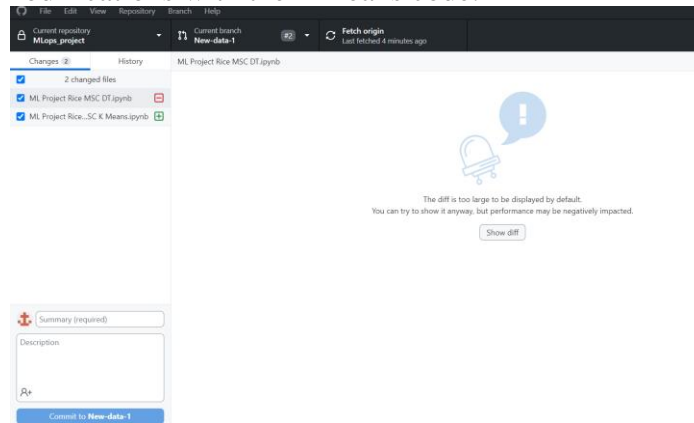 File Edit View Repository Branch Help
Current repository
MLops_project
Current branch
New-data-1
#2
Fetch origin
Last fetched 4 minutes ago
Changes 2
History
ML Project Rice MSC DT.ipynb
2 changed files
ML Project Rice MSC DT.ipynb
ML Project Rice...SC K Means.ipynb
The diff is too large to be displayed by default.
You can try to show it anyway, but performance may be negatively impacted.
Show diff
Summary (required)
Description
Commit to New-data-1